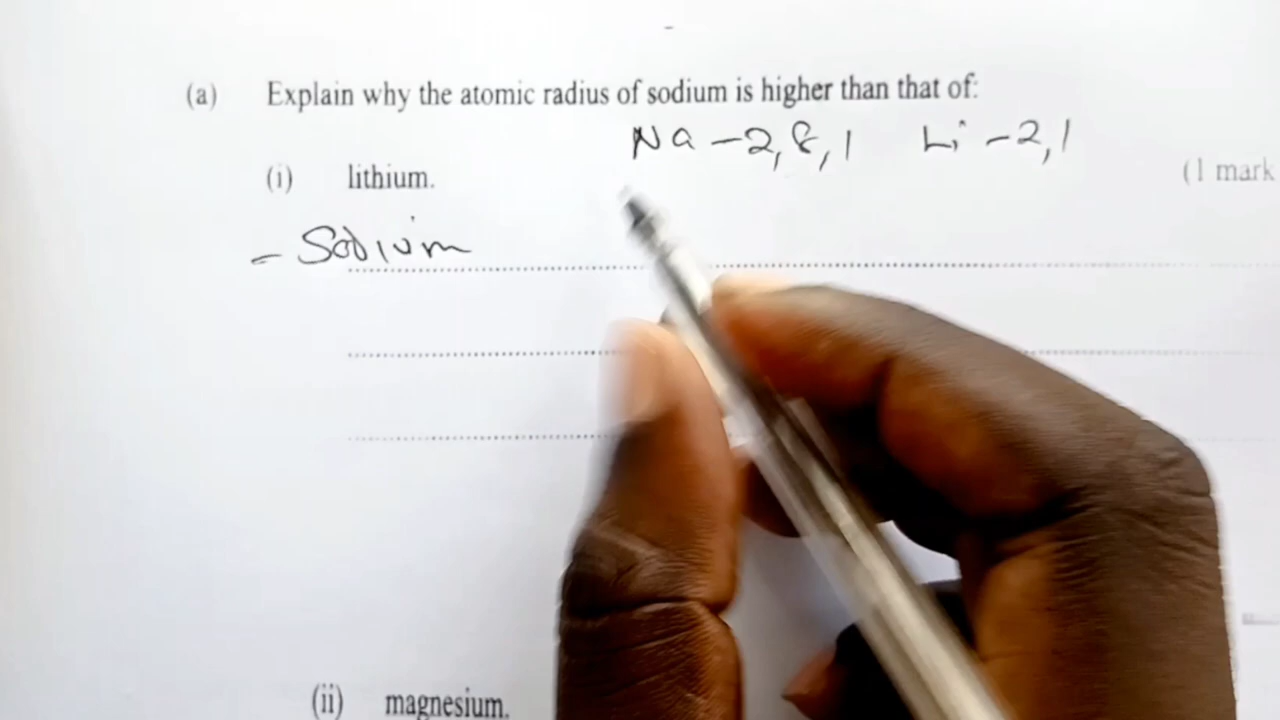 (a) Explain why the atomic radius of sodium is higher than that of:
Na - 2,8,1 Li - 2,1
(i) lithium. (1 mark
- Sodium
(ii) magnesium.